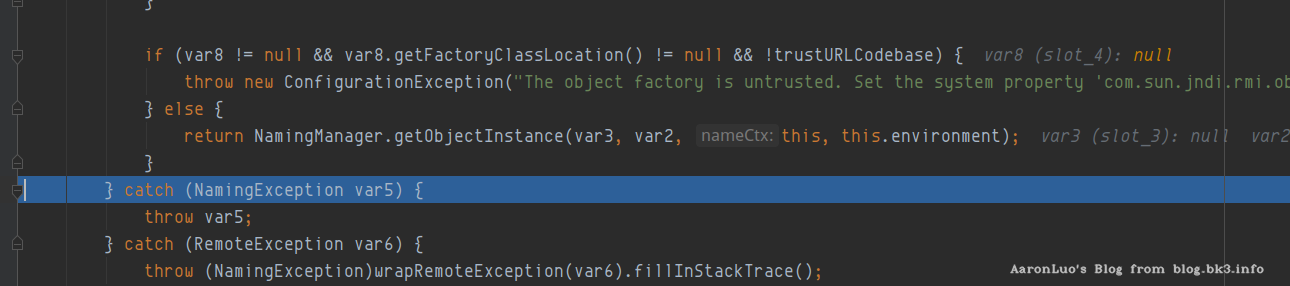 }
if (var8 != null && var8.getFactoryClassLocation() != null && !trustURLCodebase) { var8 (slot_4): null
throw new ConfigurationException("The object factory is untrusted. Set the system property 'com.sun.jndi.rmi.ob
} else {
return NamingManager.getObjectInstance(var3, var2, nameCtx: this, this.environment); var3 (slot_3): null var2
}
} catch (NamingException var5) {
throw var5;
} catch (RemoteException var6) {
throw (NamingException)wrapRemoteException(var6).fillInStackTrace();
AaronLuo's Blog from blog.bk3.info